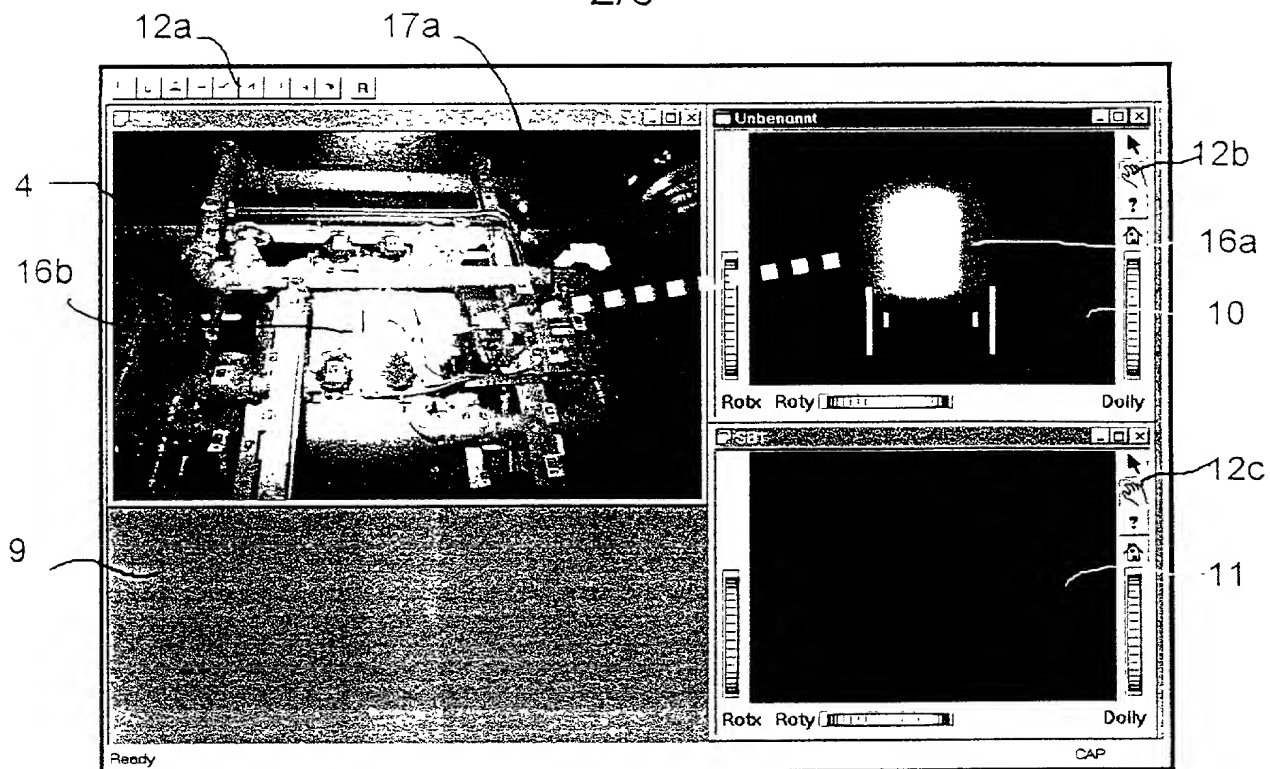 12a
17a
R
Unbenannt
4
12b
?
16a
16b
10
Rotx Roty
Dolly
SBT
12c
?
9
11
Rotx Roty
Dolly
Ready
CAP